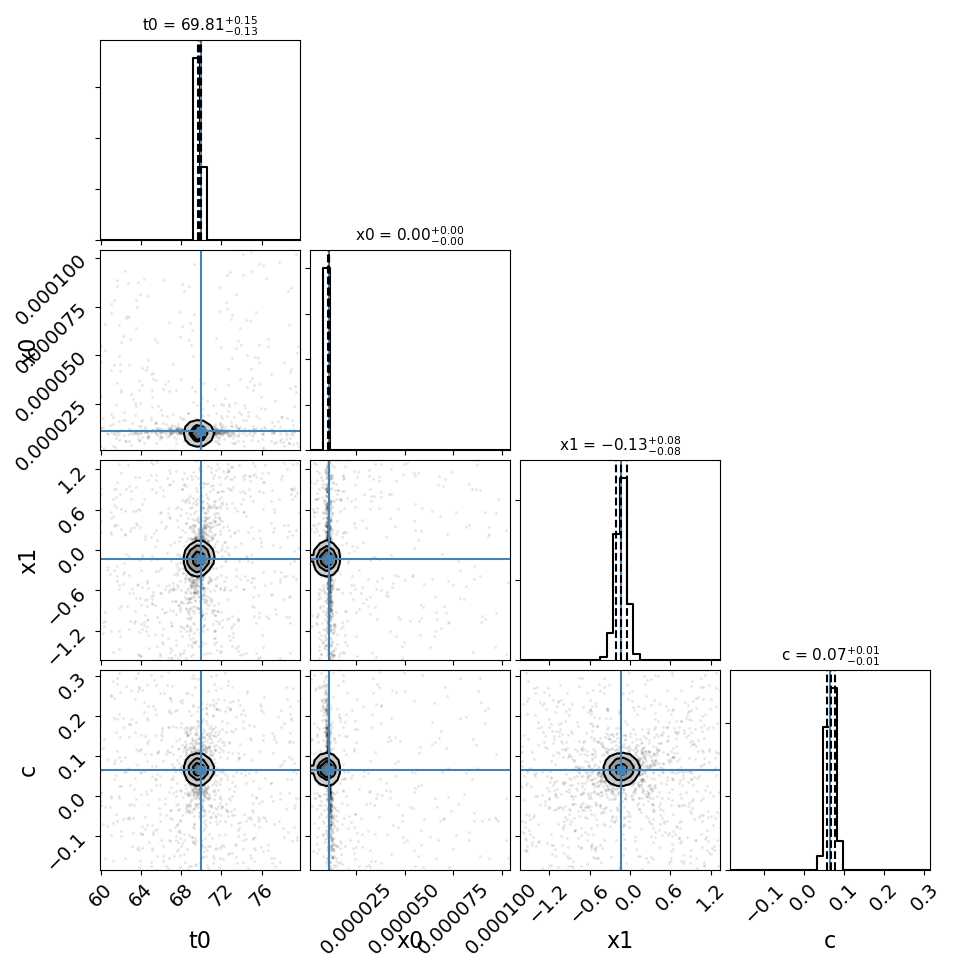 t0 = 69.81+0.15−0.13
x0 = 0.00+0.00−0.00
0.000100
0.000075
0.000050
0.000025
x0
x1 = −0.13+0.08−0.08
1.2
0.6
0.0
−0.6
−1.2
x1
c = 0.07+0.01−0.01
0.3
0.2
0.1
0.0
−0.1
c
60 64 68 72 76
0.000025 0.000050 0.000075 0.000100
−1.2 −0.6 0.0 0.6 1.2
−0.1 0.0 0.1 0.2 0.3
t0 x0 x1 c